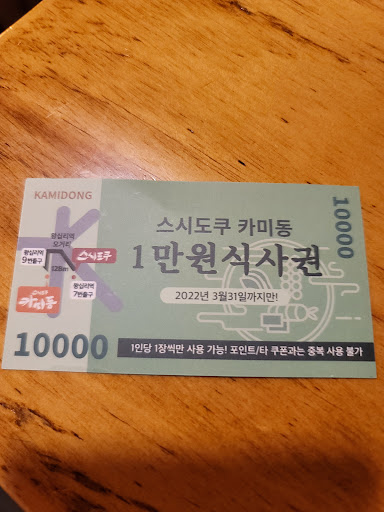 KAMIDONG
왕십리역
오거리
왕십리역
9번출구
스시도쿠
528m
왕십리역
7번출구
카미동
10000
스시도쿠 카미동
1만원식사권
2022년 3월31일까지만!
10000
1인당 1장씩만 사용 가능! 포인트/타 쿠폰과는 중복 사용 불가